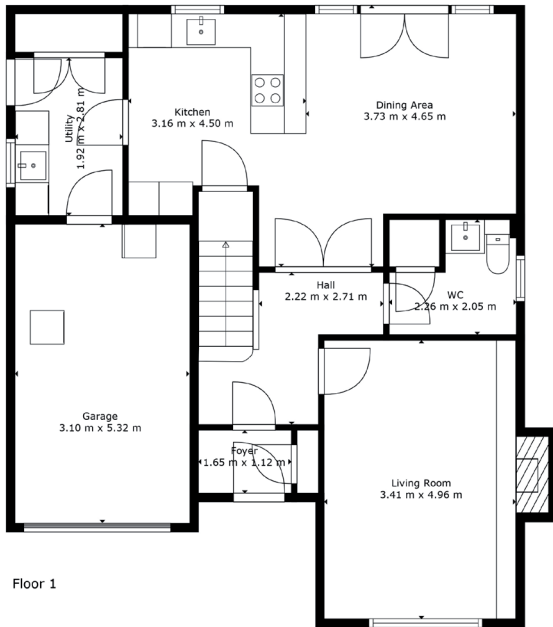 Utility
1.92 m x 2.81 m
Kitchen
3.16 m x 4.50 m
Dining Area
3.73 m x 4.65 m
Hall
2.22 m x 2.71 m
WC
2.26 m x 2.05 m
Garage
3.10 m x 5.32 m
Foyer
1.65 m x 1.12 m
Living Room
3.41 m x 4.96 m
Floor 1